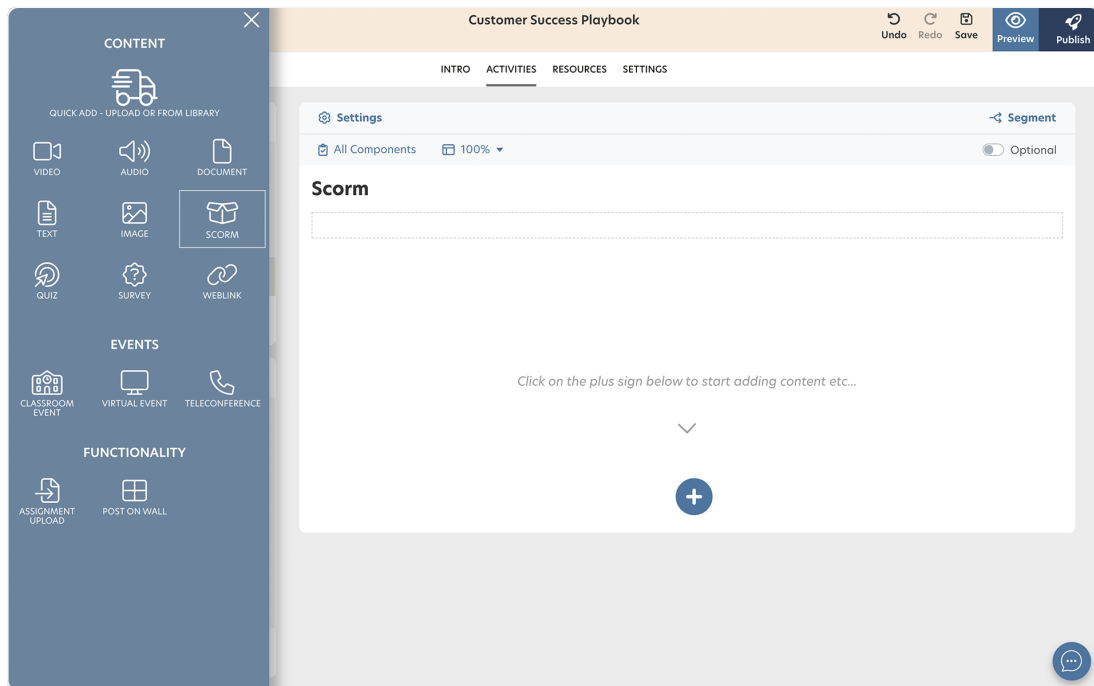 Customer Success Playbook
Undo
Redo
Save
Preview
Publish
INTRO
ACTIVITIES
RESOURCES
SETTINGS
CONTENT
QUICK ADD - UPLOAD OR FROM LIBRARY
VIDEO
AUDIO
DOCUMENT
TEXT
IMAGE
SCORM
QUIZ
SURVEY
WEBLINK
EVENTS
CLASSROOM
EVENT
VIRTUAL EVENT
TELECONFERENCE
FUNCTIONALITY
ASSIGNMENT
UPLOAD
POST ON WALL
Settings
Segment
All Components
100%
Optional
Scorm
Click on the plus sign below to start adding content etc...